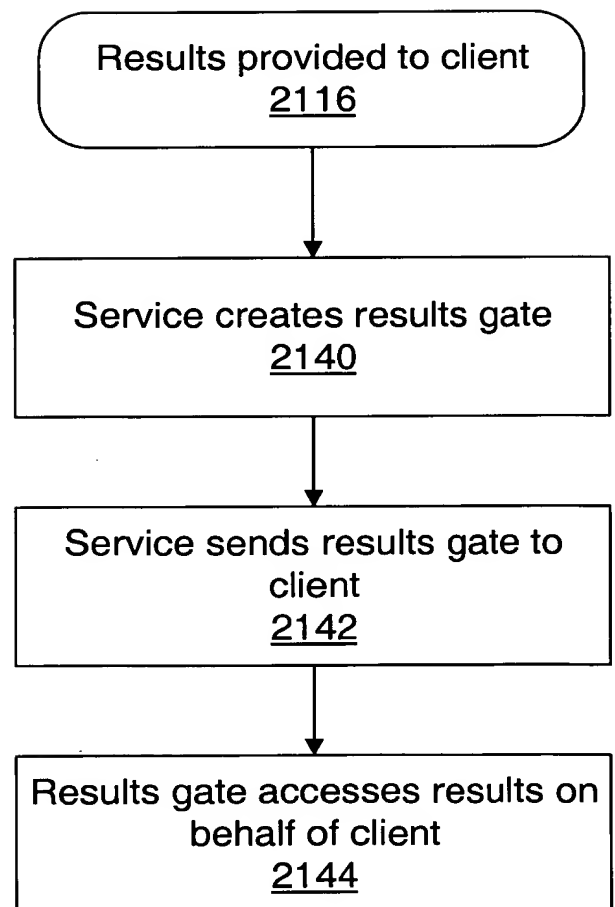 Results provided to client
2116
Service creates results gate
2140
Service sends results gate to
client
2142
Results gate accesses results on
behalf of client
2144